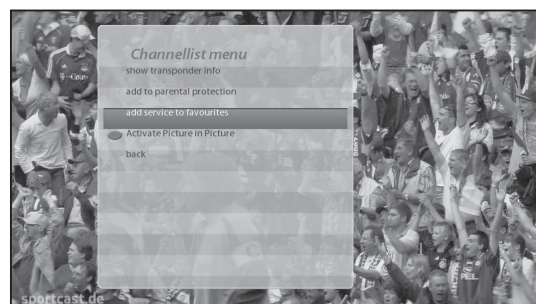 Channellist menu
show transponder info
add to parental protection
add service to favourites
Activate Picture in Picture
back
sportcast.de